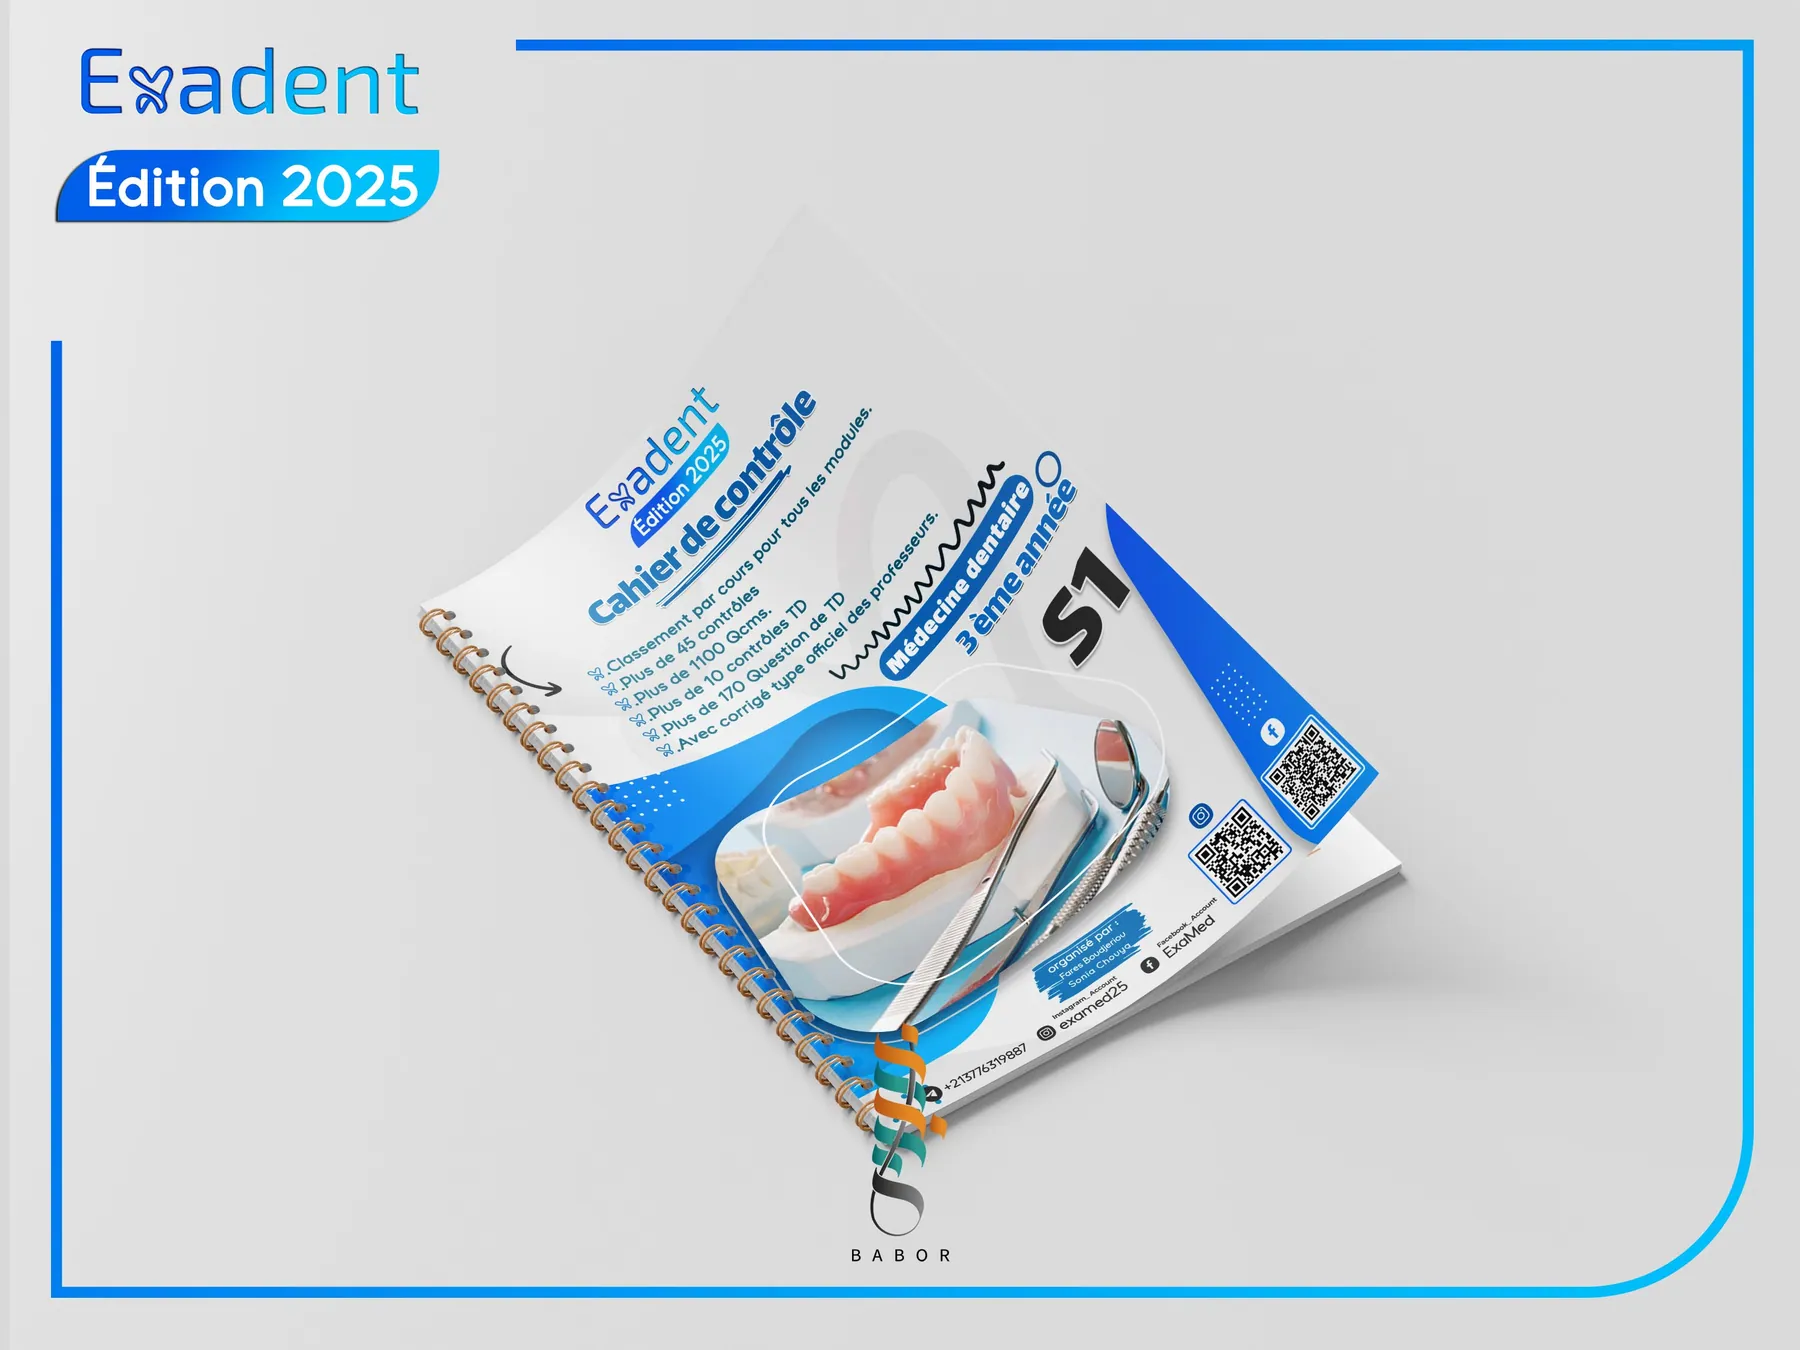 Exadent
Édition 2025
Exadent
Édition 2025
Cahier de contrôle
.Classement par cours pour tous les modules.
.Plus de 45 contrôles
.Plus de 1100 Qcms.
.Plus de 10 contrôles TD
.Plus de 170 Question de TD
.Avec corrigé type officiel des professeurs.
Médecine dentaire
3 ème année
S1
organisé par :
Fares Boudjeriou
Sonia Chouya
Facebook_Account
ExaMed
Instagram_Account
examed25
+213776319887
BABOR